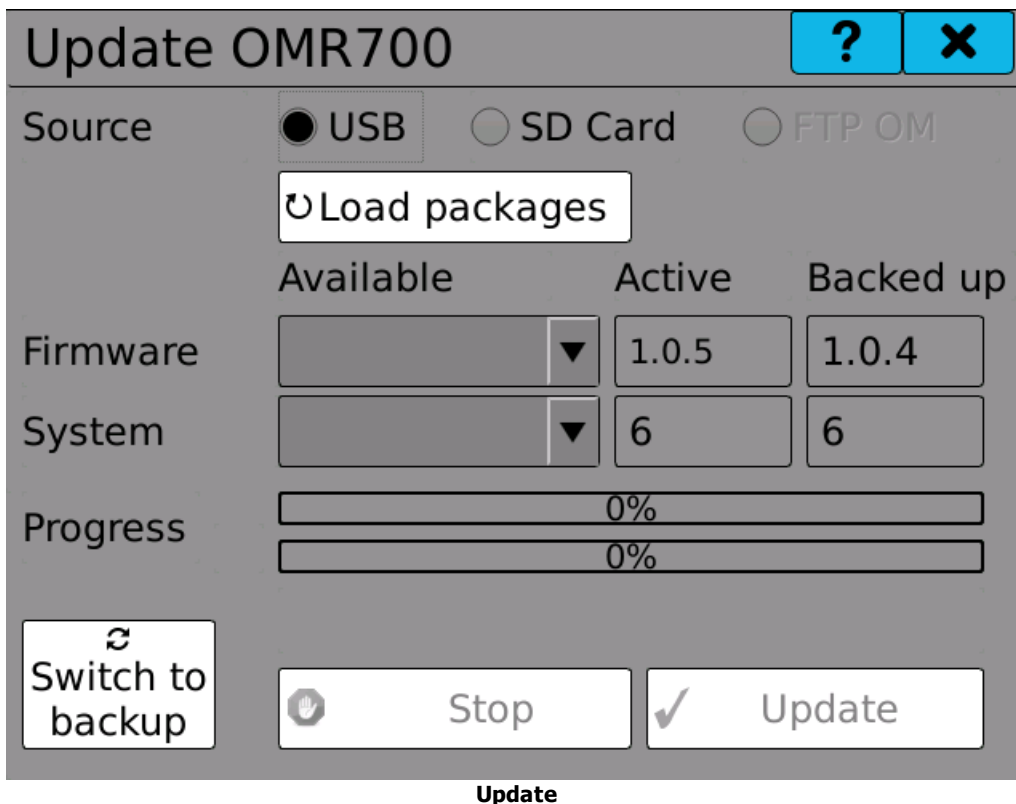 Update OMR700 ?
Source USB SD Card FTP OM
Load packages
Available Active Backed up
Firmware 1.0.5 1.0.4
System 6 6
Progress 0%
0%
Switch to
backup
Stop Update
Update